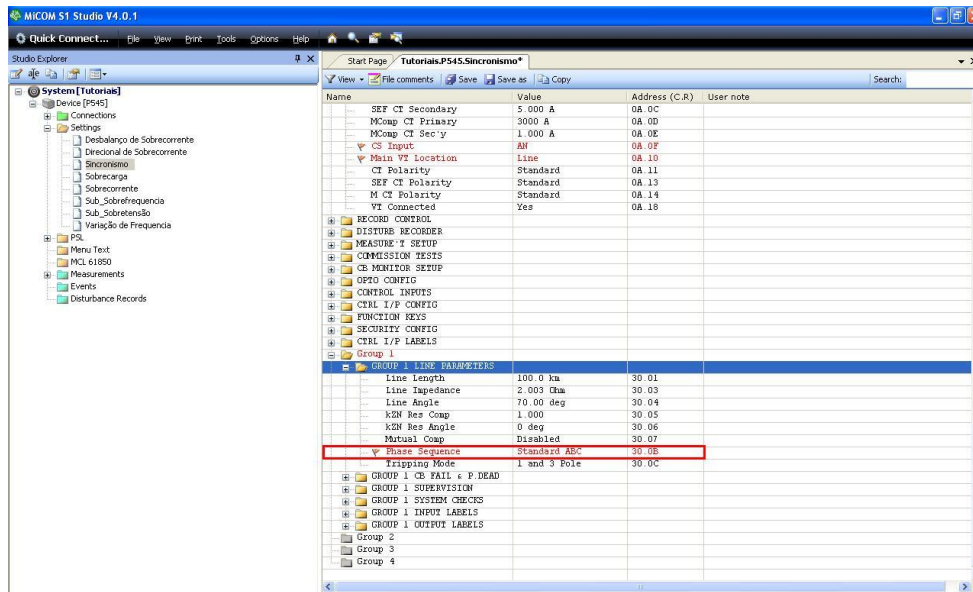 MiCOM S1 Studio V4.0.1
Quick Connect... File View Print Tools Options Help
Studio Explorer
Start Page Tutoriais.P545.Sincronismo*
View File comments Save Save as Copy Search:
System [Tutoriais]
Device [P545]
Connections
Settings
Desbalanço de Sobrecorrente
Direcional de Sobrecorrente
Sincronismo
Sobrecarga
Sobrecorrente
Sub_Sobrefrequencia
Sub_Sobretensão
Variação de Frequencia
PSL
Menu Text
MCL 61850
Measurements
Events
Disturbance Records
Name Value Address (C.R) User note
SEF CT Secondary 5.000 A 0A.0C
MComp CT Primary 3000 A 0A.0D
MComp CT Sec'y 1.000 A 0A.0E
CS Input AN 0A.0F
Main VT Location Line 0A.10
CT Polarity Standard 0A.11
SEF CT Polarity Standard 0A.13
M CT Polarity Standard 0A.14
VT Connected Yes 0A.18
RECORD CONTROL
DISTURB RECORDER
MEASURE'T SETUP
COMMISSION TESTS
CB MONITOR SETUP
OPTO CONFIG
CONTROL INPUTS
CTRL I/P CONFIG
FUNCTION KEYS
SECURITY CONFIG
CTRL I/P LABELS
Group 1
GROUP 1 LINE PARAMETERS
Line Length 100.0 km 30.01
Line Impedance 2.003 Ohm 30.03
Line Angle 70.00 deg 30.04
kZN Res Comp 1.000 30.05
kZN Res Angle 0 deg 30.06
Mutual Comp Disabled 30.07
Phase Sequence Standard ABC 30.0B
Tripping Mode 1 and 3 Pole 30.0C
GROUP 1 CB FAIL & P.DEAD
GROUP 1 SUPERVISION
GROUP 1 SYSTEM CHECKS
GROUP 1 INPUT LABELS
GROUP 1 OUTPUT LABELS
Group 2
Group 3
Group 4